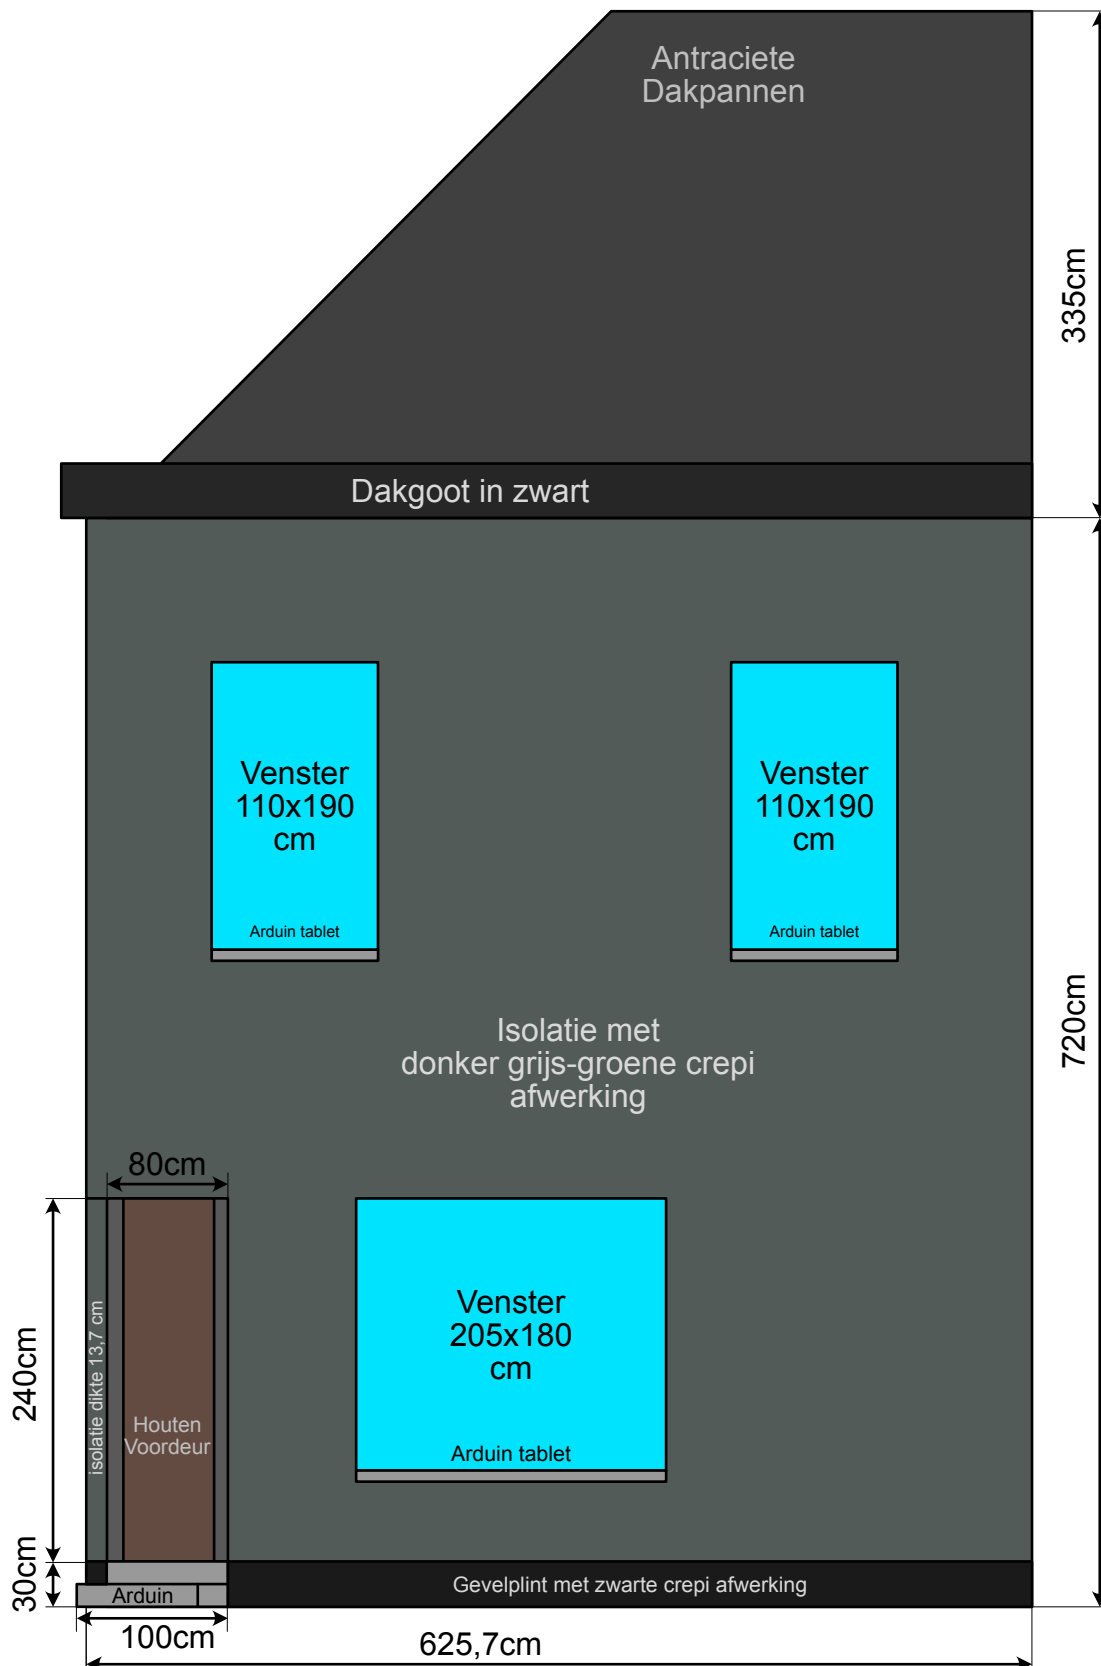 Antraciete
Dakpannen
335cm
Dakgoot in zwart
Venster
110x190
cm
Arduin tablet
Venster
110x190
cm
Arduin tablet
720cm
Isolatie met
donker grijs-groene crepi
afwerking
80cm
240cm
isolatie dikte 13,7 cm
Houten
Voordeur
Venster
205x180
cm
Arduin tablet
30cm
Arduin
Gevelplint met zwarte crepi afwerking
100cm
625,7cm